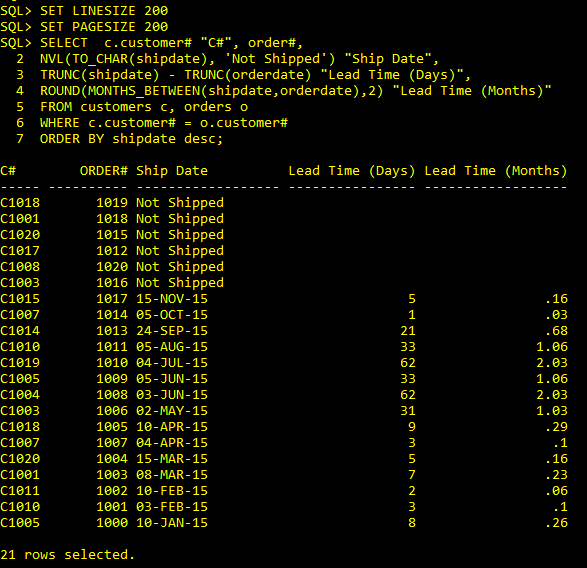 SQL> SET LINESIZE 200
SQL> SET PAGESIZE 200
SQL> SELECT  c.customer# "C#", order#,
  2  NVL(TO_CHAR(shipdate), 'Not Shipped') "Ship Date",
  3  TRUNC(shipdate) - TRUNC(orderdate) "Lead Time (Days)",
  4  ROUND(MONTHS_BETWEEN(shipdate,orderdate),2) "Lead Time (Months)"
  5  FROM customers c, orders o
  6  WHERE c.customer# = o.customer#
  7  ORDER BY shipdate desc;

C#        ORDER# Ship Date          Lead Time (Days) Lead Time (Months)
----- ---------- ------------------ ---------------- ------------------
C1018       1019 Not Shipped
C1001       1018 Not Shipped
C1020       1015 Not Shipped
C1017       1012 Not Shipped
C1008       1020 Not Shipped
C1003       1016 Not Shipped
C1015       1017 15-NOV-15                         5                .16
C1007       1014 05-OCT-15                         1                .03
C1014       1013 24-SEP-15                        21                .68
C1010       1011 05-AUG-15                        33               1.06
C1019       1010 04-JUL-15                        62               2.03
C1005       1009 05-JUN-15                        33               1.06
C1004       1008 03-JUN-15                        62               2.03
C1003       1006 02-MAY-15                        31               1.03
C1018       1005 10-APR-15                         9                .29
C1007       1007 04-APR-15                         3                 .1
C1020       1004 15-MAR-15                         5                .16
C1001       1003 08-MAR-15                         7                .23
C1011       1002 10-FEB-15                         2                .06
C1010       1001 03-FEB-15                         3                 .1
C1005       1000 10-JAN-15                         8                .26

21 rows selected.